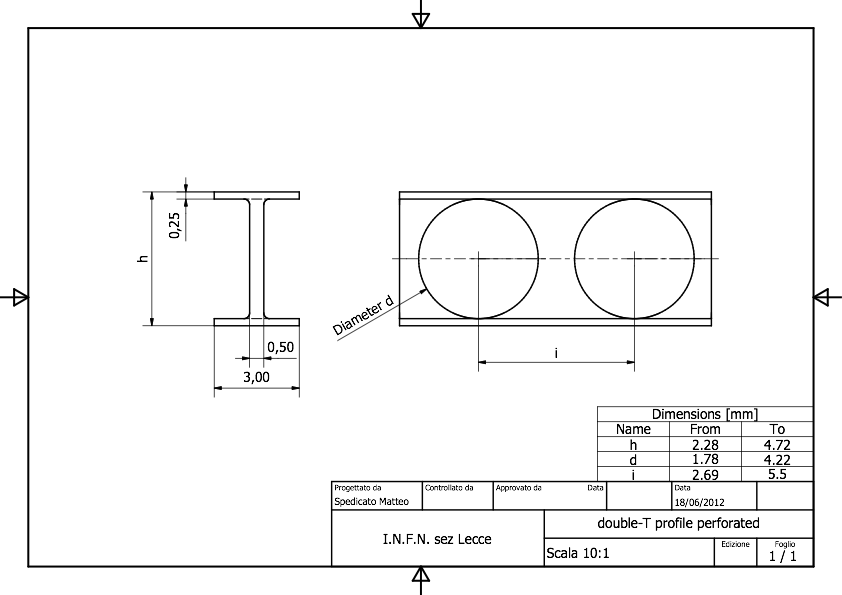 0,25
h
0,50
3,00
Diameter d
i
Dimensions [mm]
Name From To
h 2.28 4.72
d 1.78 4.22
i 2.69 5.5
Progettato da Controllato da Approvato da Data Data
Spedicato Matteo 18/06/2012
I.N.F.N. sez Lecce
double-T profile perforated
Scala 10:1
Edizione Foglio
1 / 1